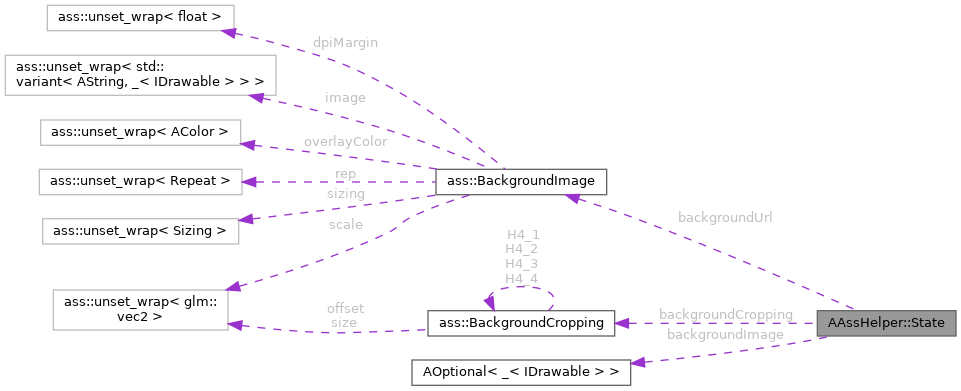 ass::unset_wrap< float >
dpiMargin
ass::unset_wrap< std::
variant< AString, _< IDrawable > > >
image
ass::unset_wrap< AColor >
overlayColor
ass::unset_wrap< Repeat >
rep
ass::BackgroundImage
sizing
ass::unset_wrap< Sizing >
scale
backgroundUrl
H4_1
H4_2
H4_3
H4_4
ass::unset_wrap< glm::
vec2 >
offset
size
ass::BackgroundCropping
backgroundCropping
AAssHelper::State
backgroundImage
AOptional< _< IDrawable > >